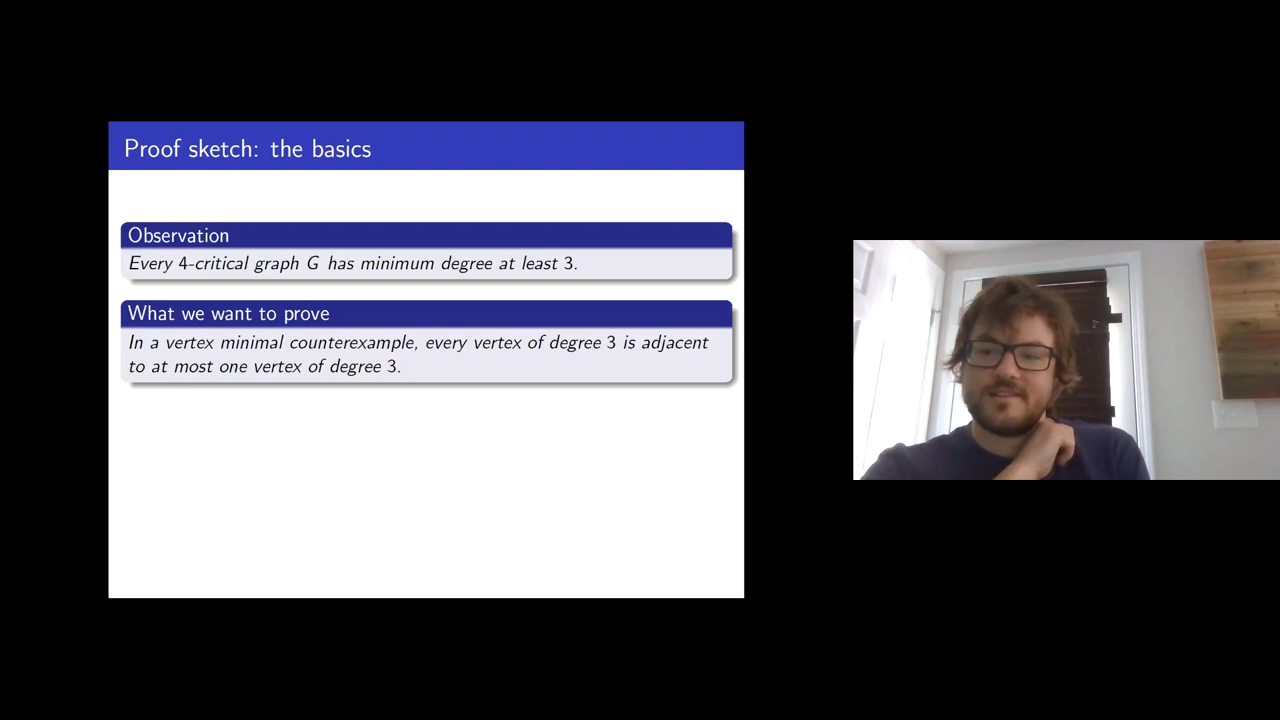 Proof sketch: the basics
Observation
Every 4-critical graph G has minimum degree at least 3.
What we want to prove
In a vertex minimal counterexample, every vertex of degree 3 is adjacent
to at most one vertex of degree 3.